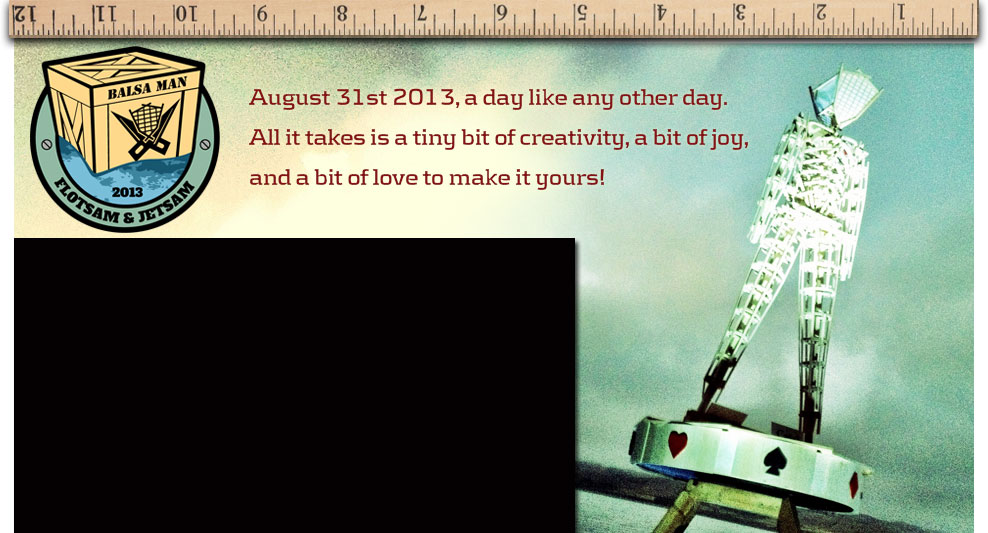 12 11 10 9 8 7 6 5 4 3 2 1
BALSA MAN
2013
FLOTSAM & JETSAM
August 31st 2013, a day like any other day.
All it takes is a tiny bit of creativity, a bit of joy,
and a bit of love to make it yours!